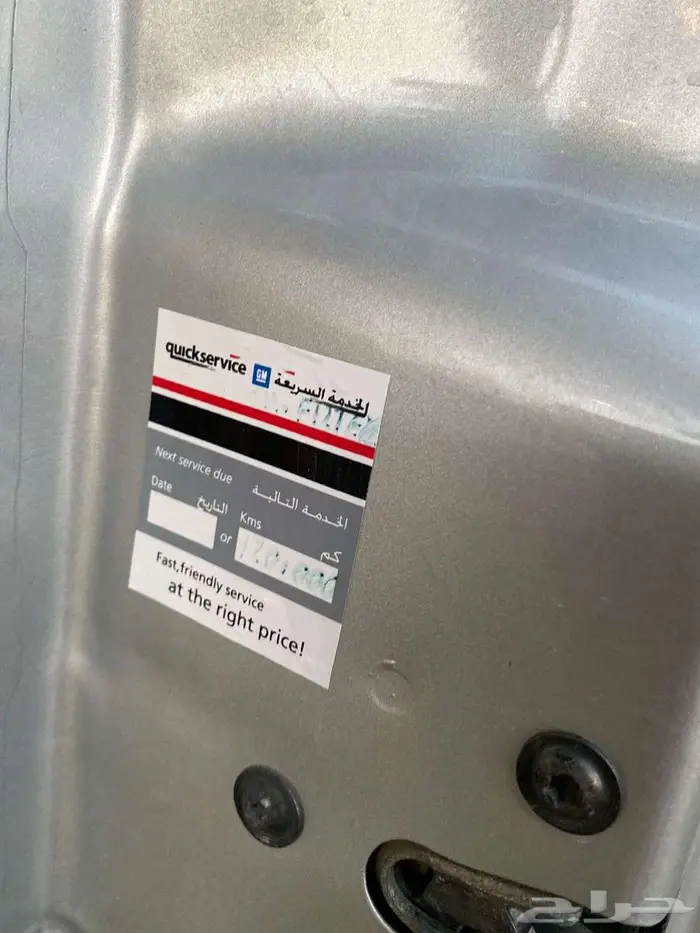 quickservice GM الخدمة السريعة
Next service due الخدمة التالية
Date التاريخ Kms كم
or
Fast, friendly service
at the right price!
حراج